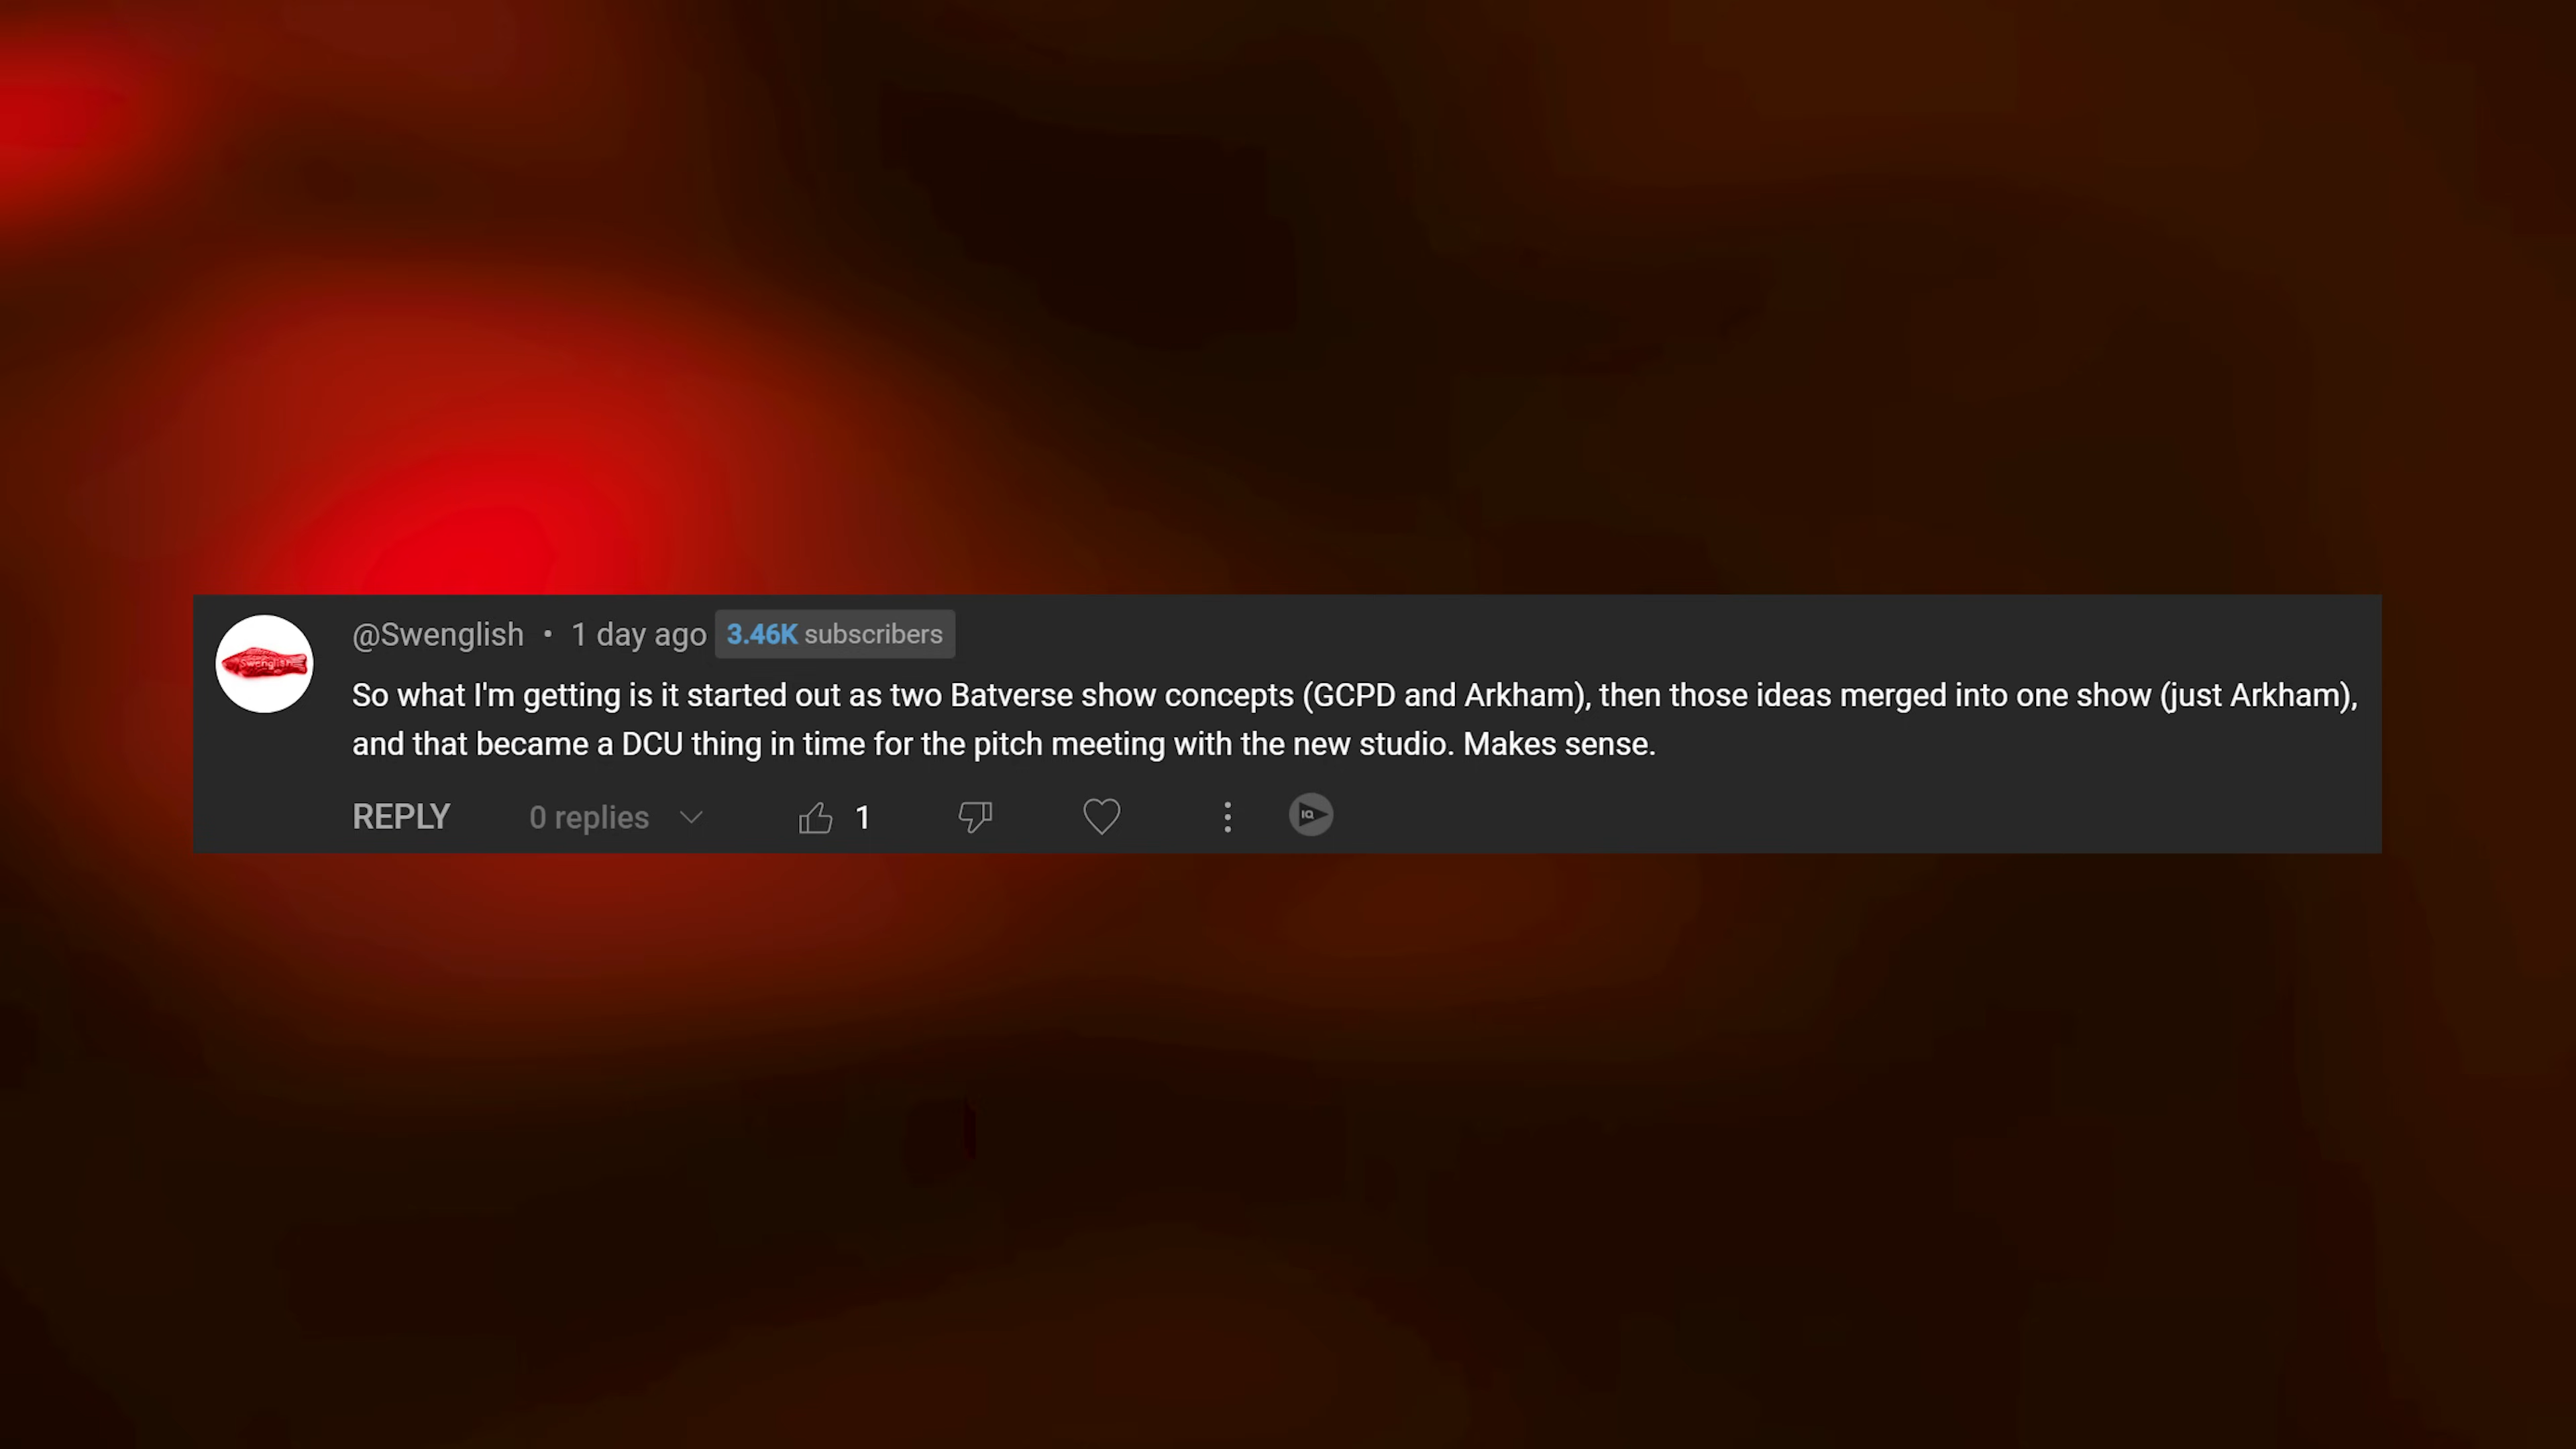 @Swenglish • 1 day ago 3.46K subscribers
So what I'm getting is it started out as two Batverse show concepts (GCPD and Arkham), then those ideas merged into one show (just Arkham),
and that became a DCU thing in time for the pitch meeting with the new studio. Makes sense.
REPLY 0 replies 1 IQ
Swenglish